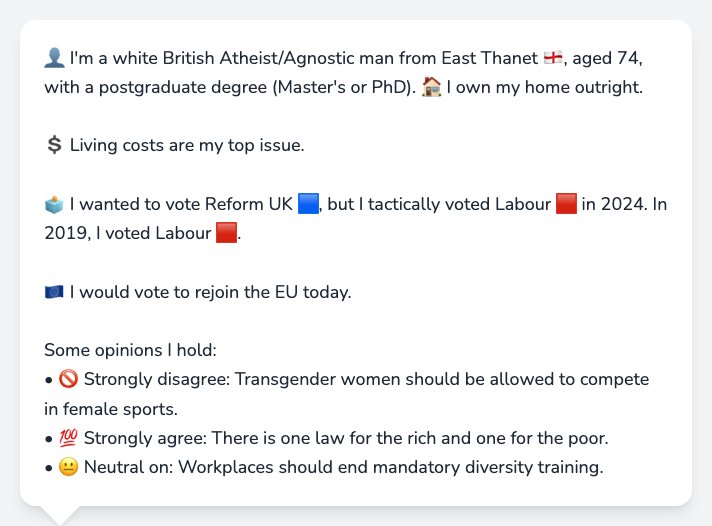 👤 I'm a white British Atheist/Agnostic man from East Thanet 🏴󠁧󠁢󠁥󠁮󠁧󠁿, aged 74,
with a postgraduate degree (Master's or PhD). 🏠 I own my home outright.
💲 Living costs are my top issue.
🗳️ I wanted to vote Reform UK 🟦, but I tactically voted Labour 🟥 in 2024. In
2019, I voted Labour 🟥.
🇪🇺 I would vote to rejoin the EU today.
Some opinions I hold:
• 🚫 Strongly disagree: Transgender women should be allowed to compete
in female sports.
• 💯 Strongly agree: There is one law for the rich and one for the poor.
• 😐 Neutral on: Workplaces should end mandatory diversity training.